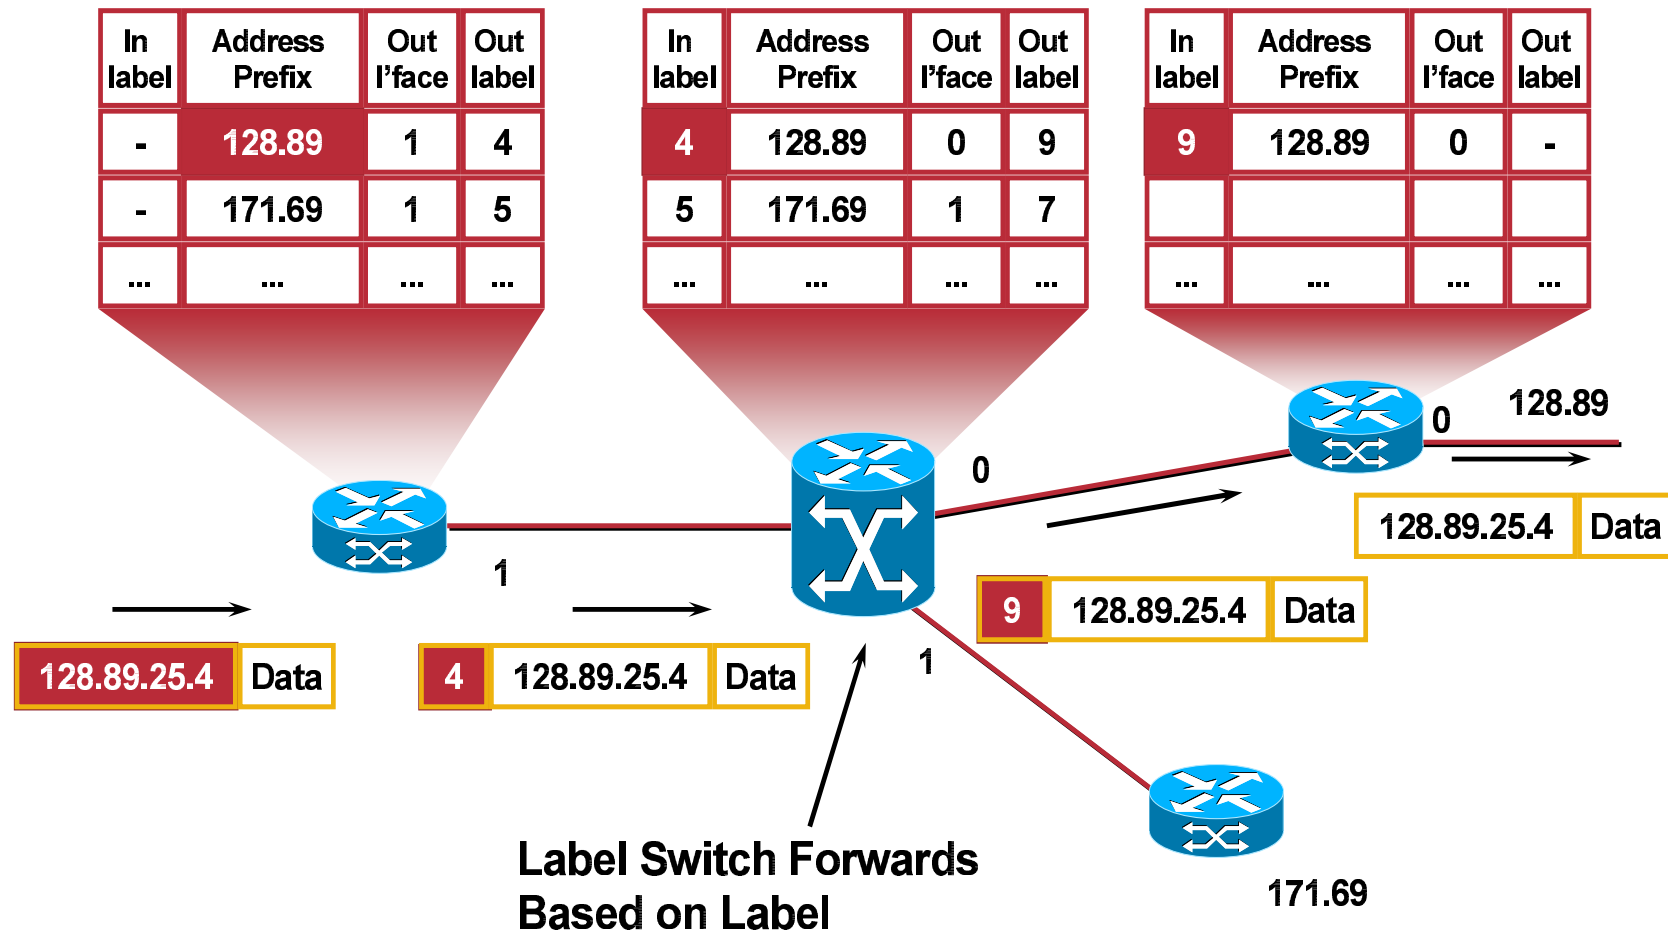 In label Address Prefix Out I'face Out label
- 128.89 1 4
- 171.69 1 5
... ... ... ...
In label Address Prefix Out I'face Out label
4 128.89 0 9
5 171.69 1 7
... ... ... ...
In label Address Prefix Out I'face Out label
9 128.89 0 -
... ... ... ...
0 128.89
0
128.89.25.4 Data
1
9 128.89.25.4 Data
128.89.25.4 Data
4 128.89.25.4 Data
1
Label Switch Forwards
Based on Label
171.69